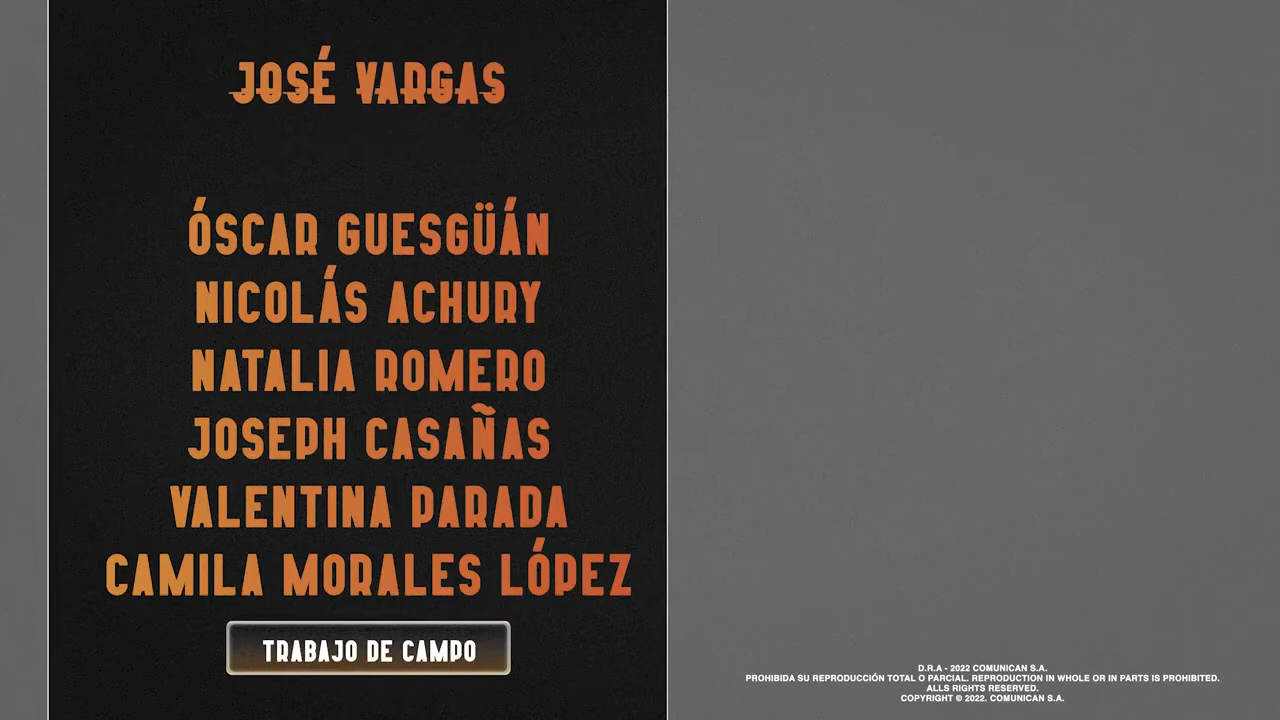 JOSÉ VARGAS
ÓSCAR GUESGÜÁN
NICOLÁS ACHURY
NATALIA ROMERO
JOSEPH CASAÑAS
VALENTINA PARADA
CAMILA MORALES LÓPEZ
TRABAJO DE CAMPO
D.R.A - 2022 COMUNICAN S.A.
PROHIBIDA SU REPRODUCCIÓN TOTAL O PARCIAL. REPRODUCTION IN WHOLE OR IN PARTS IS PROHIBITED.
ALLS RIGHTS RESERVED.
COPYRIGHT © 2022. COMUNICAN S.A.